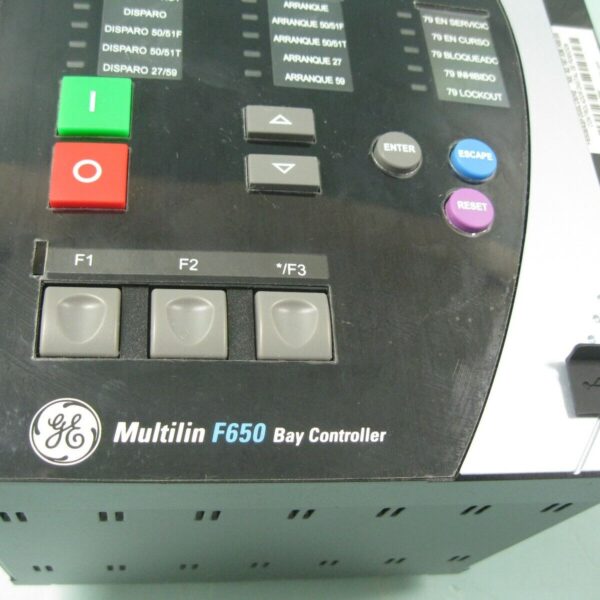 DISPARO
DISPARO 50/51F
DISPARO 50/51T
DISPARO 27/59
ARRANQUE
ARRANQUE 50/51F
ARRANQUE 50/51T
ARRANQUE 27
ARRANQUE 59
79 EN SERVICIO
79 EN CURSO
79 BLOQUEADO
79 INHIBIDO
79 LOCKOUT
I
O
ENTER
ESCAPE
RESET
F1
F2
*/F3
GE
Multilin F650 Bay Controller